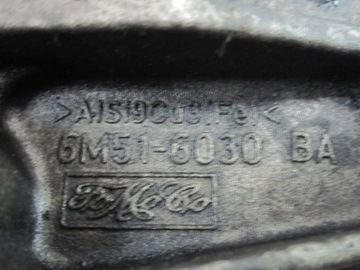 >AlSi9Cu3(Fe)<
6M51-6030 BA
FoMoCo